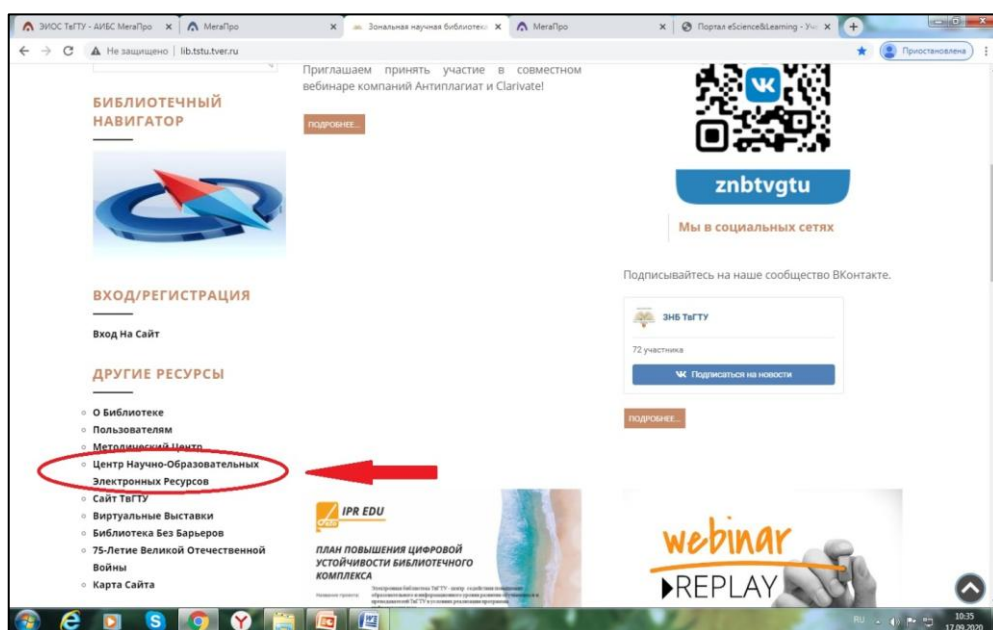 ЭИОС ТвГТУ - АИБС МегаПро
МегаПро
Зональная научная библиотек
МегаПро
Портал eScience&Learning - Уч
Не защищено | lib.tstu.tver.ru
Приостановлена
БИБЛИОТЕЧНЫЙ
НАВИГАТОР
ВХОД/РЕГИСТРАЦИЯ
Вход На Сайт
ДРУГИЕ РЕСУРСЫ
О Библиотеке
Пользователям
Методический Центр
Центр Научно-Образовательных
Электронных Ресурсов
Сайт ТвГТУ
Виртуальные Выставки
Библиотека Без Барьеров
75-Летие Великой Отечественной
Войны
Карта Сайта
Приглашаем принять участие в совместном
вебинаре компаний Антиплагиат и Clarivate!
ПОДРОБНЕЕ...
IPR EDU
ПЛАН ПОВЫШЕНИЯ ЦИФРОВОЙ
УСТОЙЧИВОСТИ БИБЛИОТЕЧНОГО
КОМПЛЕКСА
znbtvgtu
Мы в социальных сетях
Подписывайтесь на наше сообщество ВКонтакте.
ЗНБ ТвГТУ
72 участника
Подписаться на новости
ПОДРОБНЕЕ...
webinar
REPLAY
RU
10:35
17.09.2020